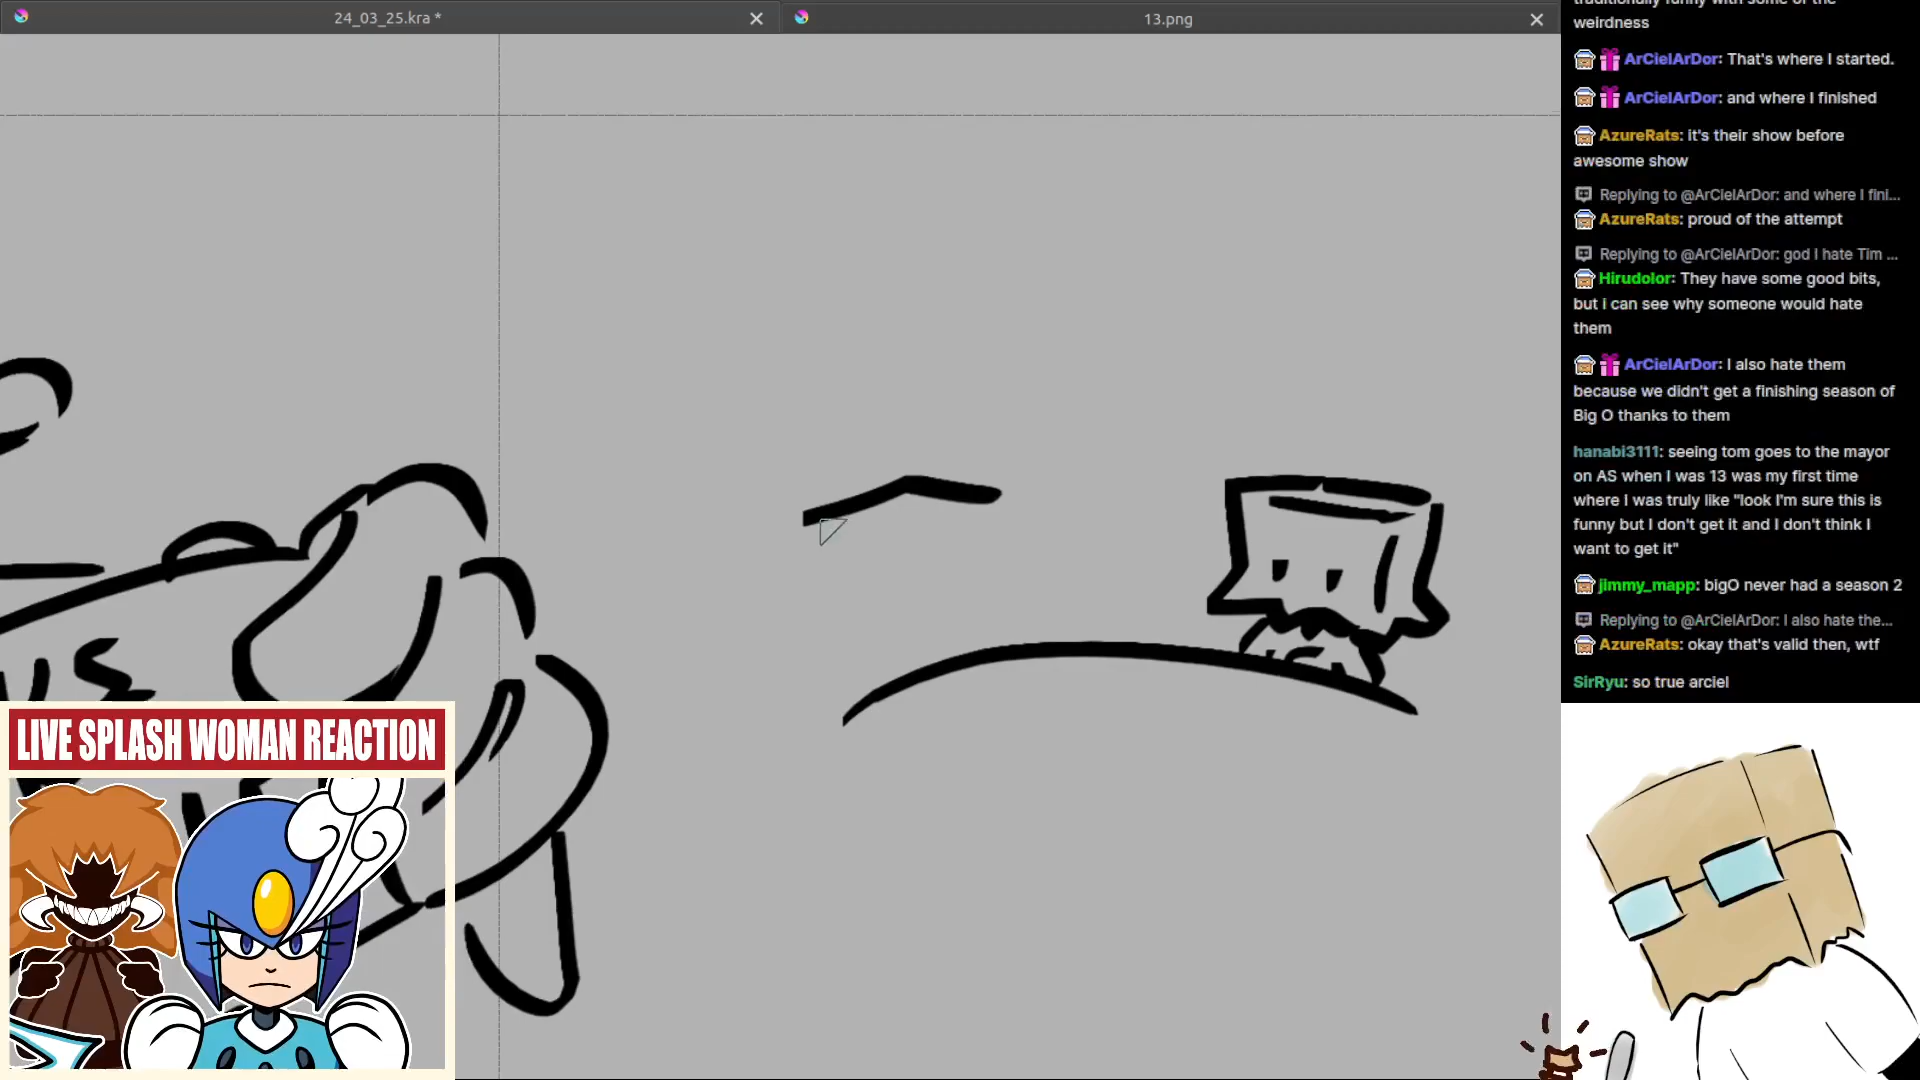 24_03_25.kra *
13.png
weirdness
ArCielArDor: That's where I started.
ArCielArDor: and where I finished
AzureRats: it's their show before
awesome show
Replying to @ArCielArDor: and where I fini...
AzureRats: proud of the attempt
Replying to @ArCielArDor: god I hate Tim ...
Hirudolor: They have some good bits,
but i can see why someone would hate
them
ArCielArDor: I also hate them
because we didn't get a finishing season of
Big O thanks to them
hanabi3111: seeing tom goes to the mayor
on AS when I was 13 was my first time
where I was truly like "look I'm sure this is
funny but I don't get it and I don't think I
want to get it"
jimmy_mapp: bigO never had a season 2
Replying to @ArCielArDor: I also hate the...
AzureRats: okay that's valid then, wtf
SirRyu: so true arciel
LIVE SPLASH WOMAN REACTION